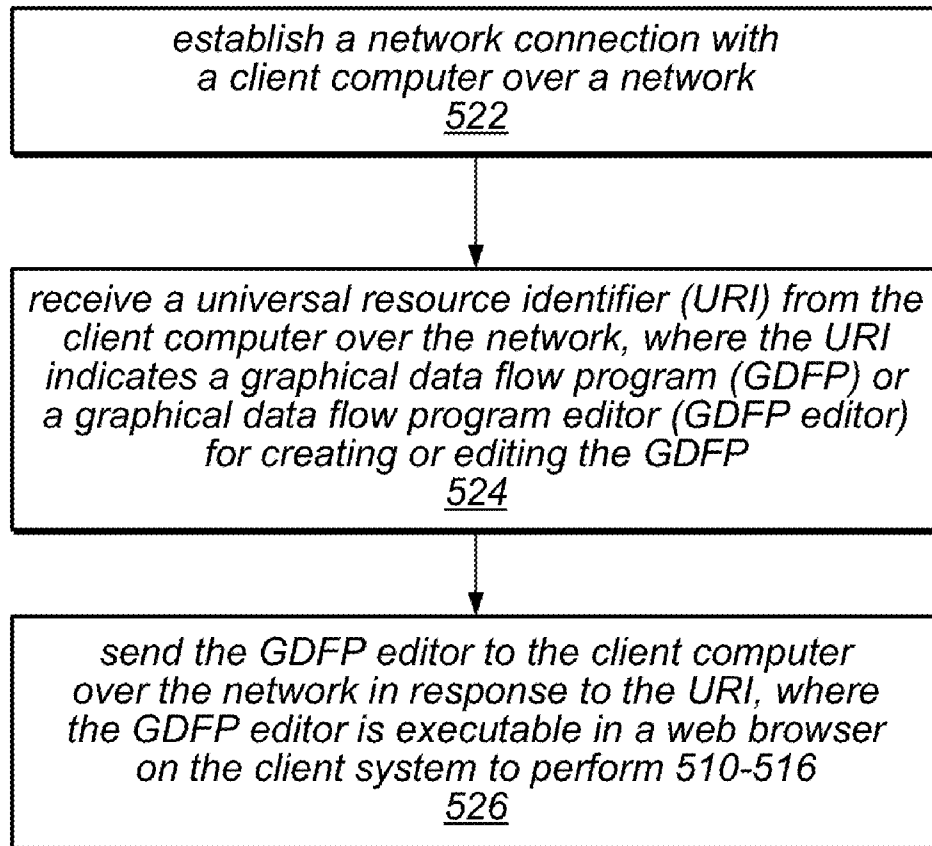 establish a network connection with
a client computer over a network
522
receive a universal resource identifier (URI) from the
client computer over the network, where the URI
indicates a graphical data flow program (GDFP) or
a graphical data flow program editor (GDFP editor)
for creating or editing the GDFP
524
send the GDFP editor to the client computer
over the network in response to the URI, where
the GDFP editor is executable in a web browser
on the client system to perform 510-516
526